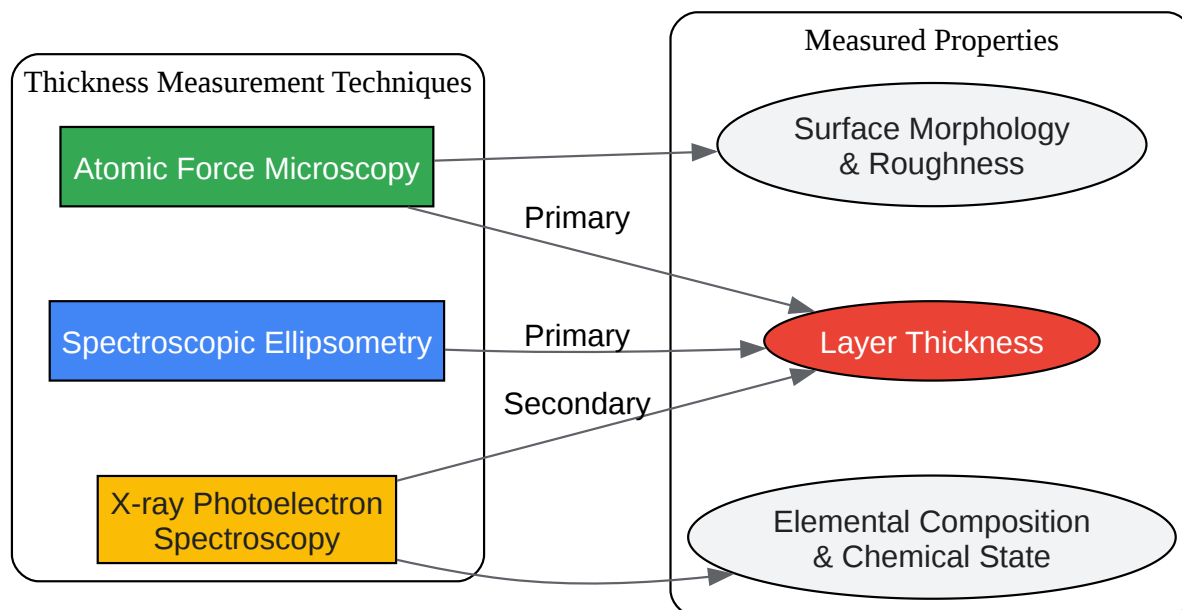 Thickness Measurement Techniques
Atomic Force Microscopy
Spectroscopic Ellipsometry
X-ray Photoelectron
Spectroscopy
Primary
Primary
Secondary
Measured Properties
Surface Morphology
& Roughness
Layer Thickness
Elemental Composition
& Chemical State